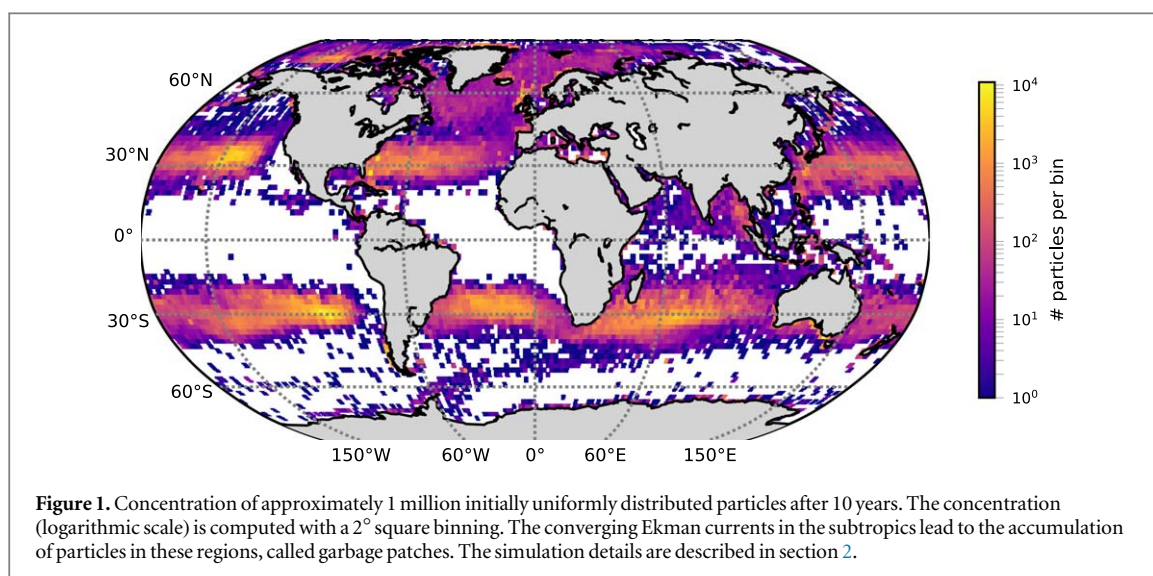 60°N
30°N
0°
30°S
60°S
150°W 60°W 0° 60°E 150°E
10⁴
10³
10²
10¹
10⁰
# particles per bin
Figure 1. Concentration of approximately 1 million initially uniformly distributed particles after 10 years. The concentration
(logarithmic scale) is computed with a 2° square binning. The converging Ekman currents in the subtropics lead to the accumulation
of particles in these regions, called garbage patches. The simulation details are described in section 2.